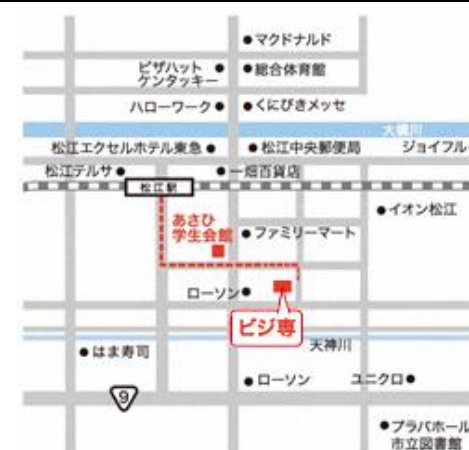 マクドナルド
ピザハット
ケンタッキー
総合体育館
ハローワーク
くにびきメッセ
大橋川
松江エクセルホテル東急
松江中央郵便局
ジョイフル
松江テルサ
一畑百貨店
松江駅
あさひ
学生会館
イオン松江
ファミリーマート
ローソン
ビジ専
天神川
はま寿司
ローソン
ユニクロ
9
プラバホール
市立図書館